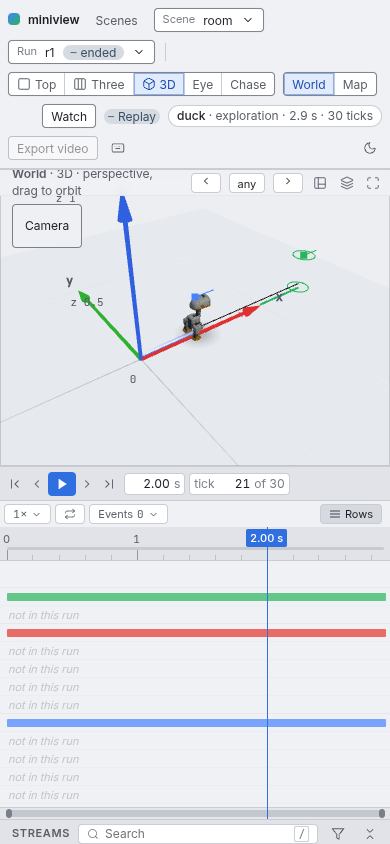 miniview Scenes Scene room
Run r1 – ended
Top Three 3D Eye Chase World Map
Watch – Replay duck · exploration · 2.9 s · 30 ticks
Export video
World · 3D · perspective, drag to orbit
any
z 1
Camera
y
z 0.5
x
0
2.00 s tick 21 of 30
1× Events 0 Rows
0 1 2.00 s
not in this run
not in this run
not in this run
not in this run
not in this run
not in this run
not in this run
not in this run
not in this run
STREAMS Search /